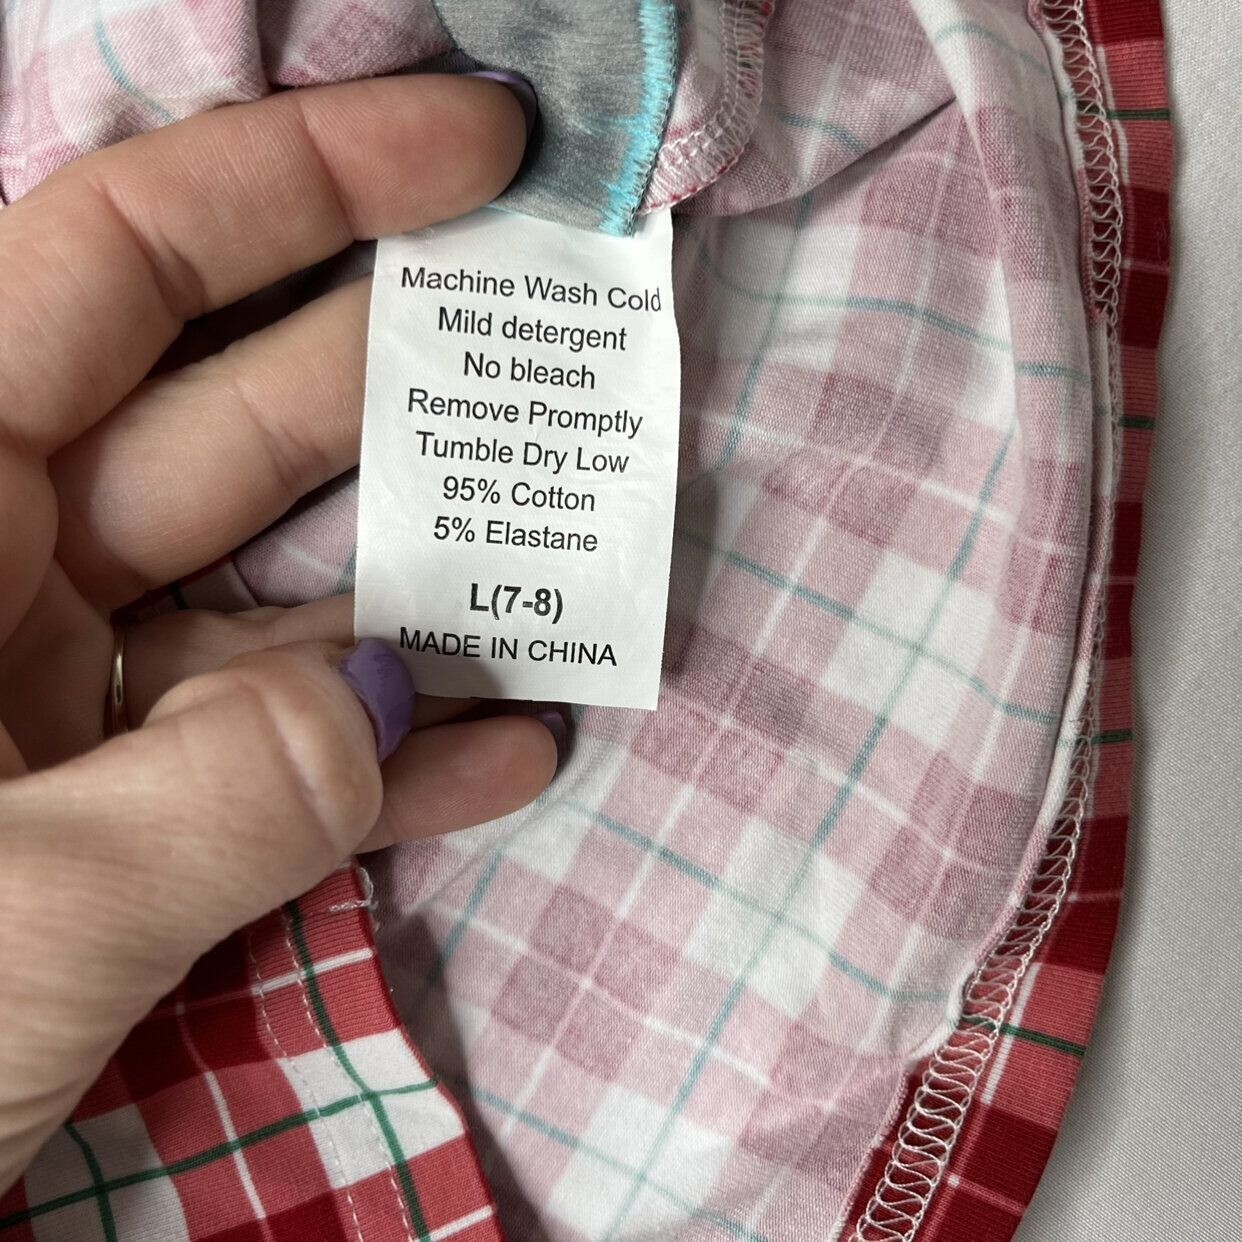 Machine Wash Cold
Mild detergent
No bleach
Remove Promptly
Tumble Dry Low
95% Cotton
5% Elastane
L(7-8)
MADE IN CHINA